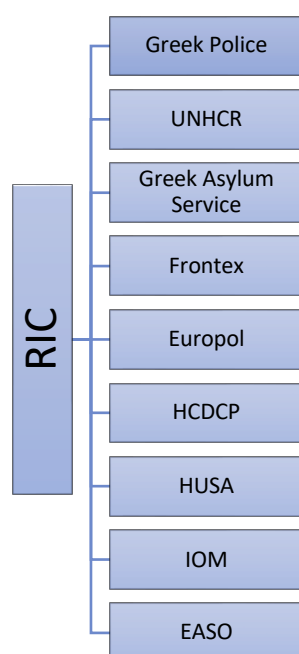 RIC
Greek Police
UNHCR
Greek Asylum
Service
Frontex
Europol
HCDCP
HUSA
IOM
EASO